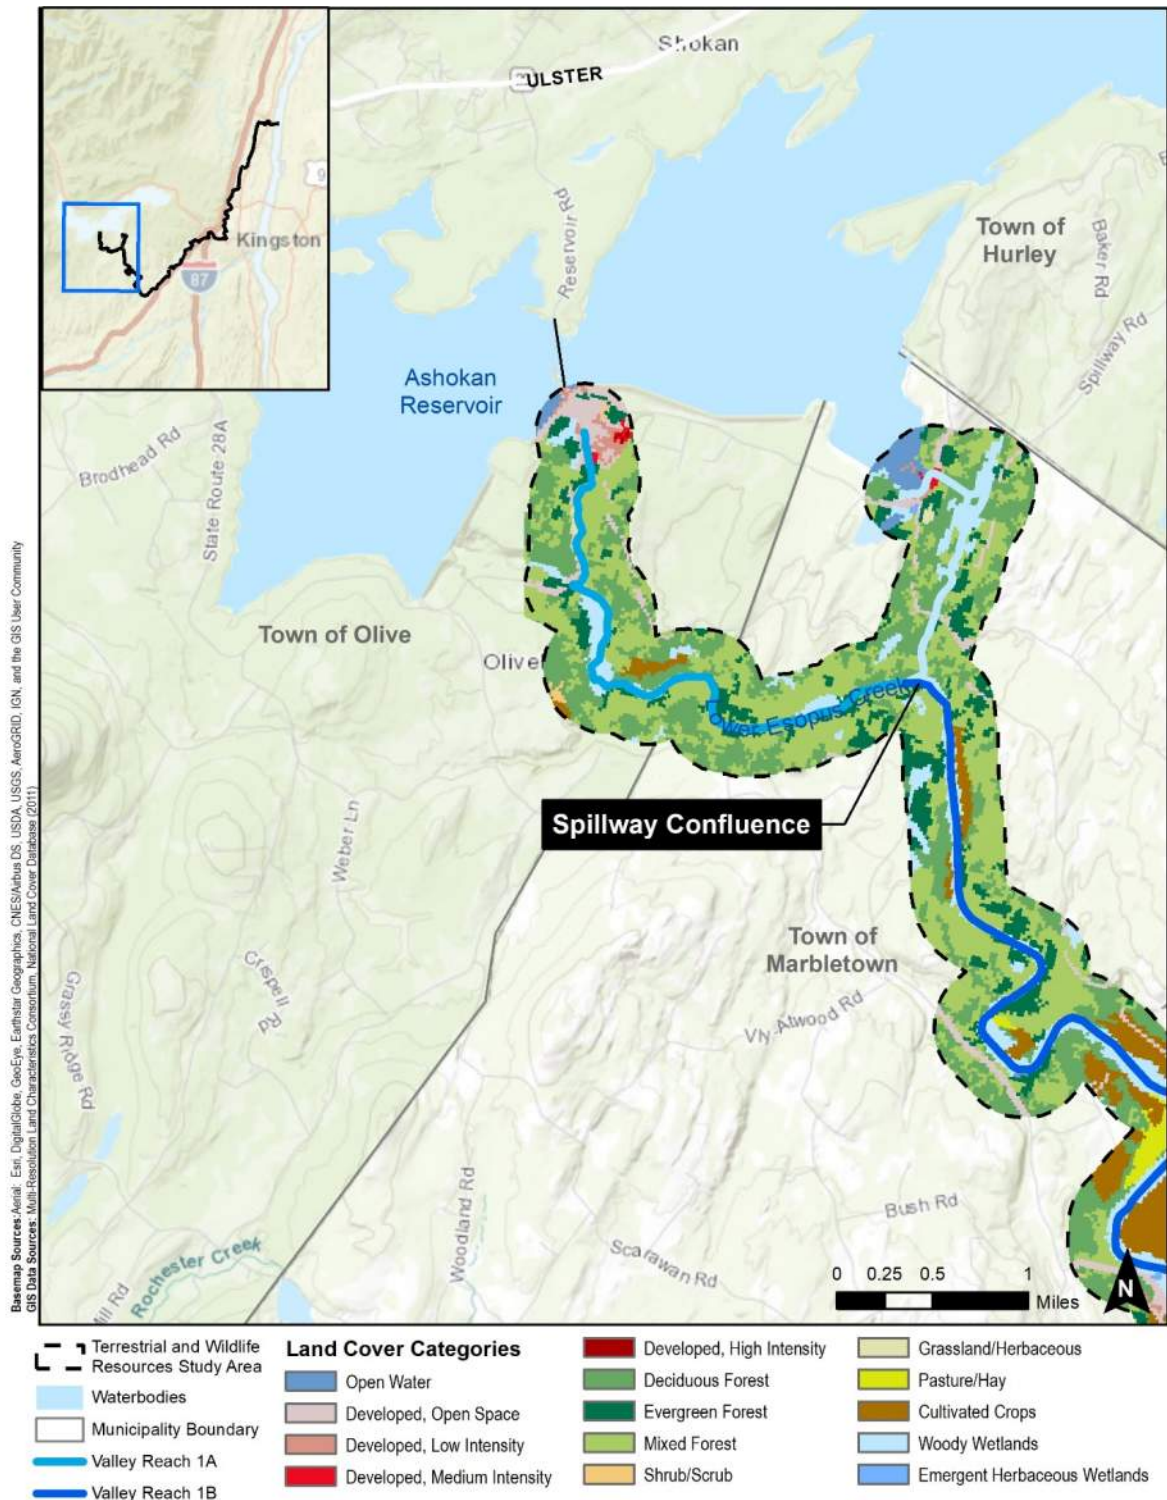 Shokan
ULSTER
Reservoir Rd
Town of
Hurley
Baker Rd
Spillway Rd
9
Kingston
87
Ashokan
Reservoir
Brodhead Rd
State Route 28A
Town of Olive
Olive
Lower Esopus Creek
Spillway Confluence
Weber Ln
Town of
Marbletown
Crispell
Rd
Vly-Atwood Rd
Grassy Ridge Rd
Woodland Rd
Bush Rd
Scarawan Rd
Rochester Creek
Mill Rd
0 0.25 0.5 1
Miles
N
Basemap Sources:Aerial: Esri, DigitalGlobe, GeoEye, Earthstar Geographics, CNES/Airbus DS, USDA, USGS, AeroGRID, IGN, and the GIS User Community
GIS Data Sources: Multi-Resolution Land Characteristics Consortium, National Land Cover Database (2011)
Terrestrial and Wildlife
Resources Study Area
Waterbodies
Municipality Boundary
Valley Reach 1A
Valley Reach 1B
Land Cover Categories
Open Water
Developed, Open Space
Developed, Low Intensity
Developed, Medium Intensity
Developed, High Intensity
Deciduous Forest
Evergreen Forest
Mixed Forest
Shrub/Scrub
Grassland/Herbaceous
Pasture/Hay
Cultivated Crops
Woody Wetlands
Emergent Herbaceous Wetlands